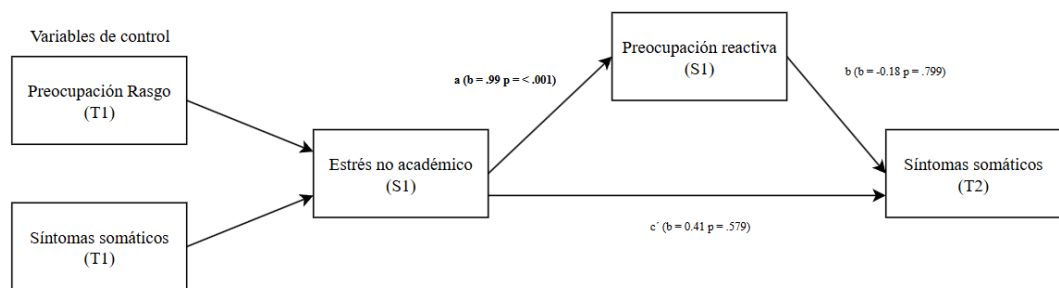 Variables de control
Preocupación Rasgo
(T1)
Síntomas somáticos
(T1)
Estrés no académico
(S1)
a (b = .99 p = < .001)
Preocupación reactiva
(S1)
b (b = -0.18 p = .799)
c´ (b = 0.41 p = .579)
Síntomas somáticos
(T2)